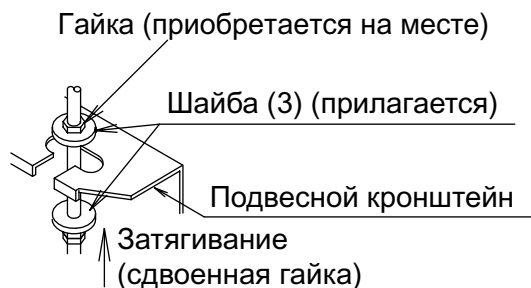 Гайка (приобретается на месте)
Шайба (3) (прилагается)
Подвесной кронштейн
Затягивание
(сдвоенная гайка)